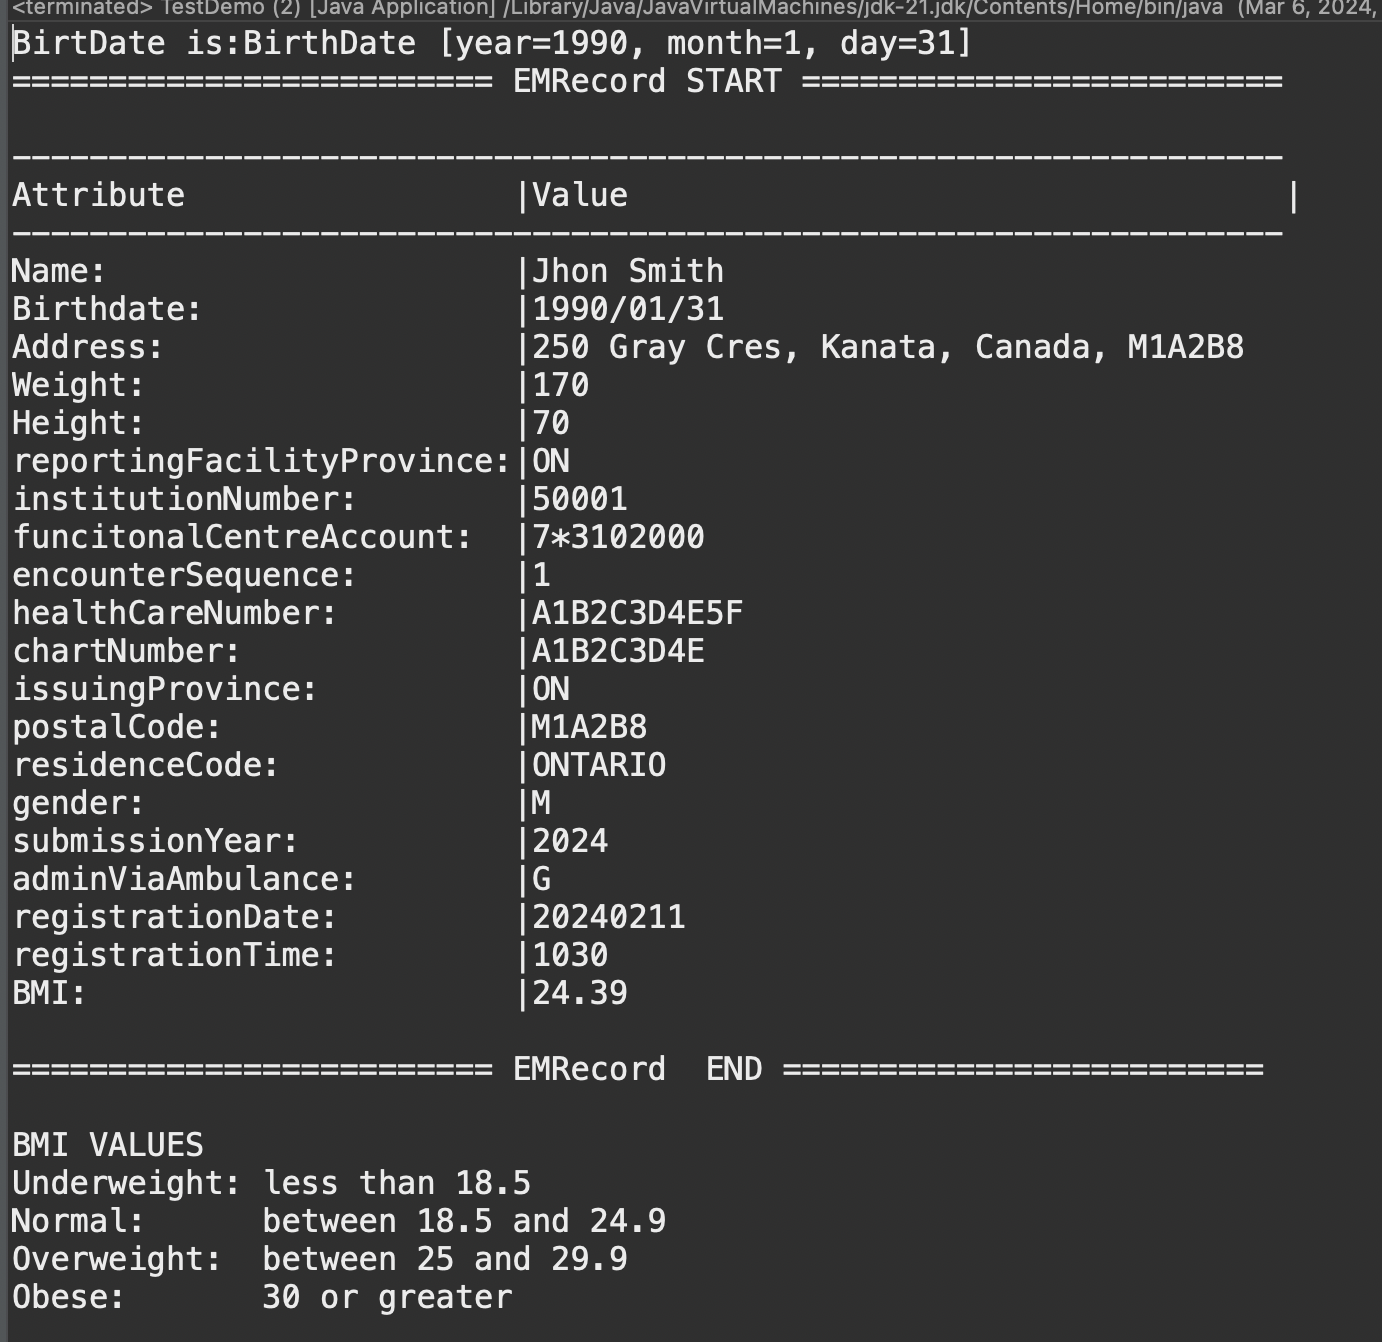 <terminated> TestDemo (2) [Java Application] /Library/Java/JavaVirtualMachines/jdk-21.jdk/Contents/Home/bin/java (Mar 6, 2024,
BirtDate is:BirthDate [year=1990, month=1, day=31]
========================= EMRecord START =========================
------------------------------------------------------------------
Attribute                 |Value                                  |
------------------------------------------------------------------
Name:                     |Jhon Smith
Birthdate:                |1990/01/31
Address:                  |250 Gray Cres, Kanata, Canada, M1A2B8
Weight:                   |170
Height:                   |70
reportingFacilityProvince:|ON
institutionNumber:        |50001
funcitonalCentreAccount:  |7*3102000
encounterSequence:        |1
healthCareNumber:         |A1B2C3D4E5F
chartNumber:              |A1B2C3D4E
issuingProvince:          |ON
postalCode:               |M1A2B8
residenceCode:            |ONTARIO
gender:                   |M
submissionYear:           |2024
adminViaAmbulance:        |G
registrationDate:         |20240211
registrationTime:         |1030
BMI:                      |24.39
========================= EMRecord  END =========================
BMI VALUES
Underweight: less than 18.5
Normal:      between 18.5 and 24.9
Overweight:  between 25 and 29.9
Obese:       30 or greater